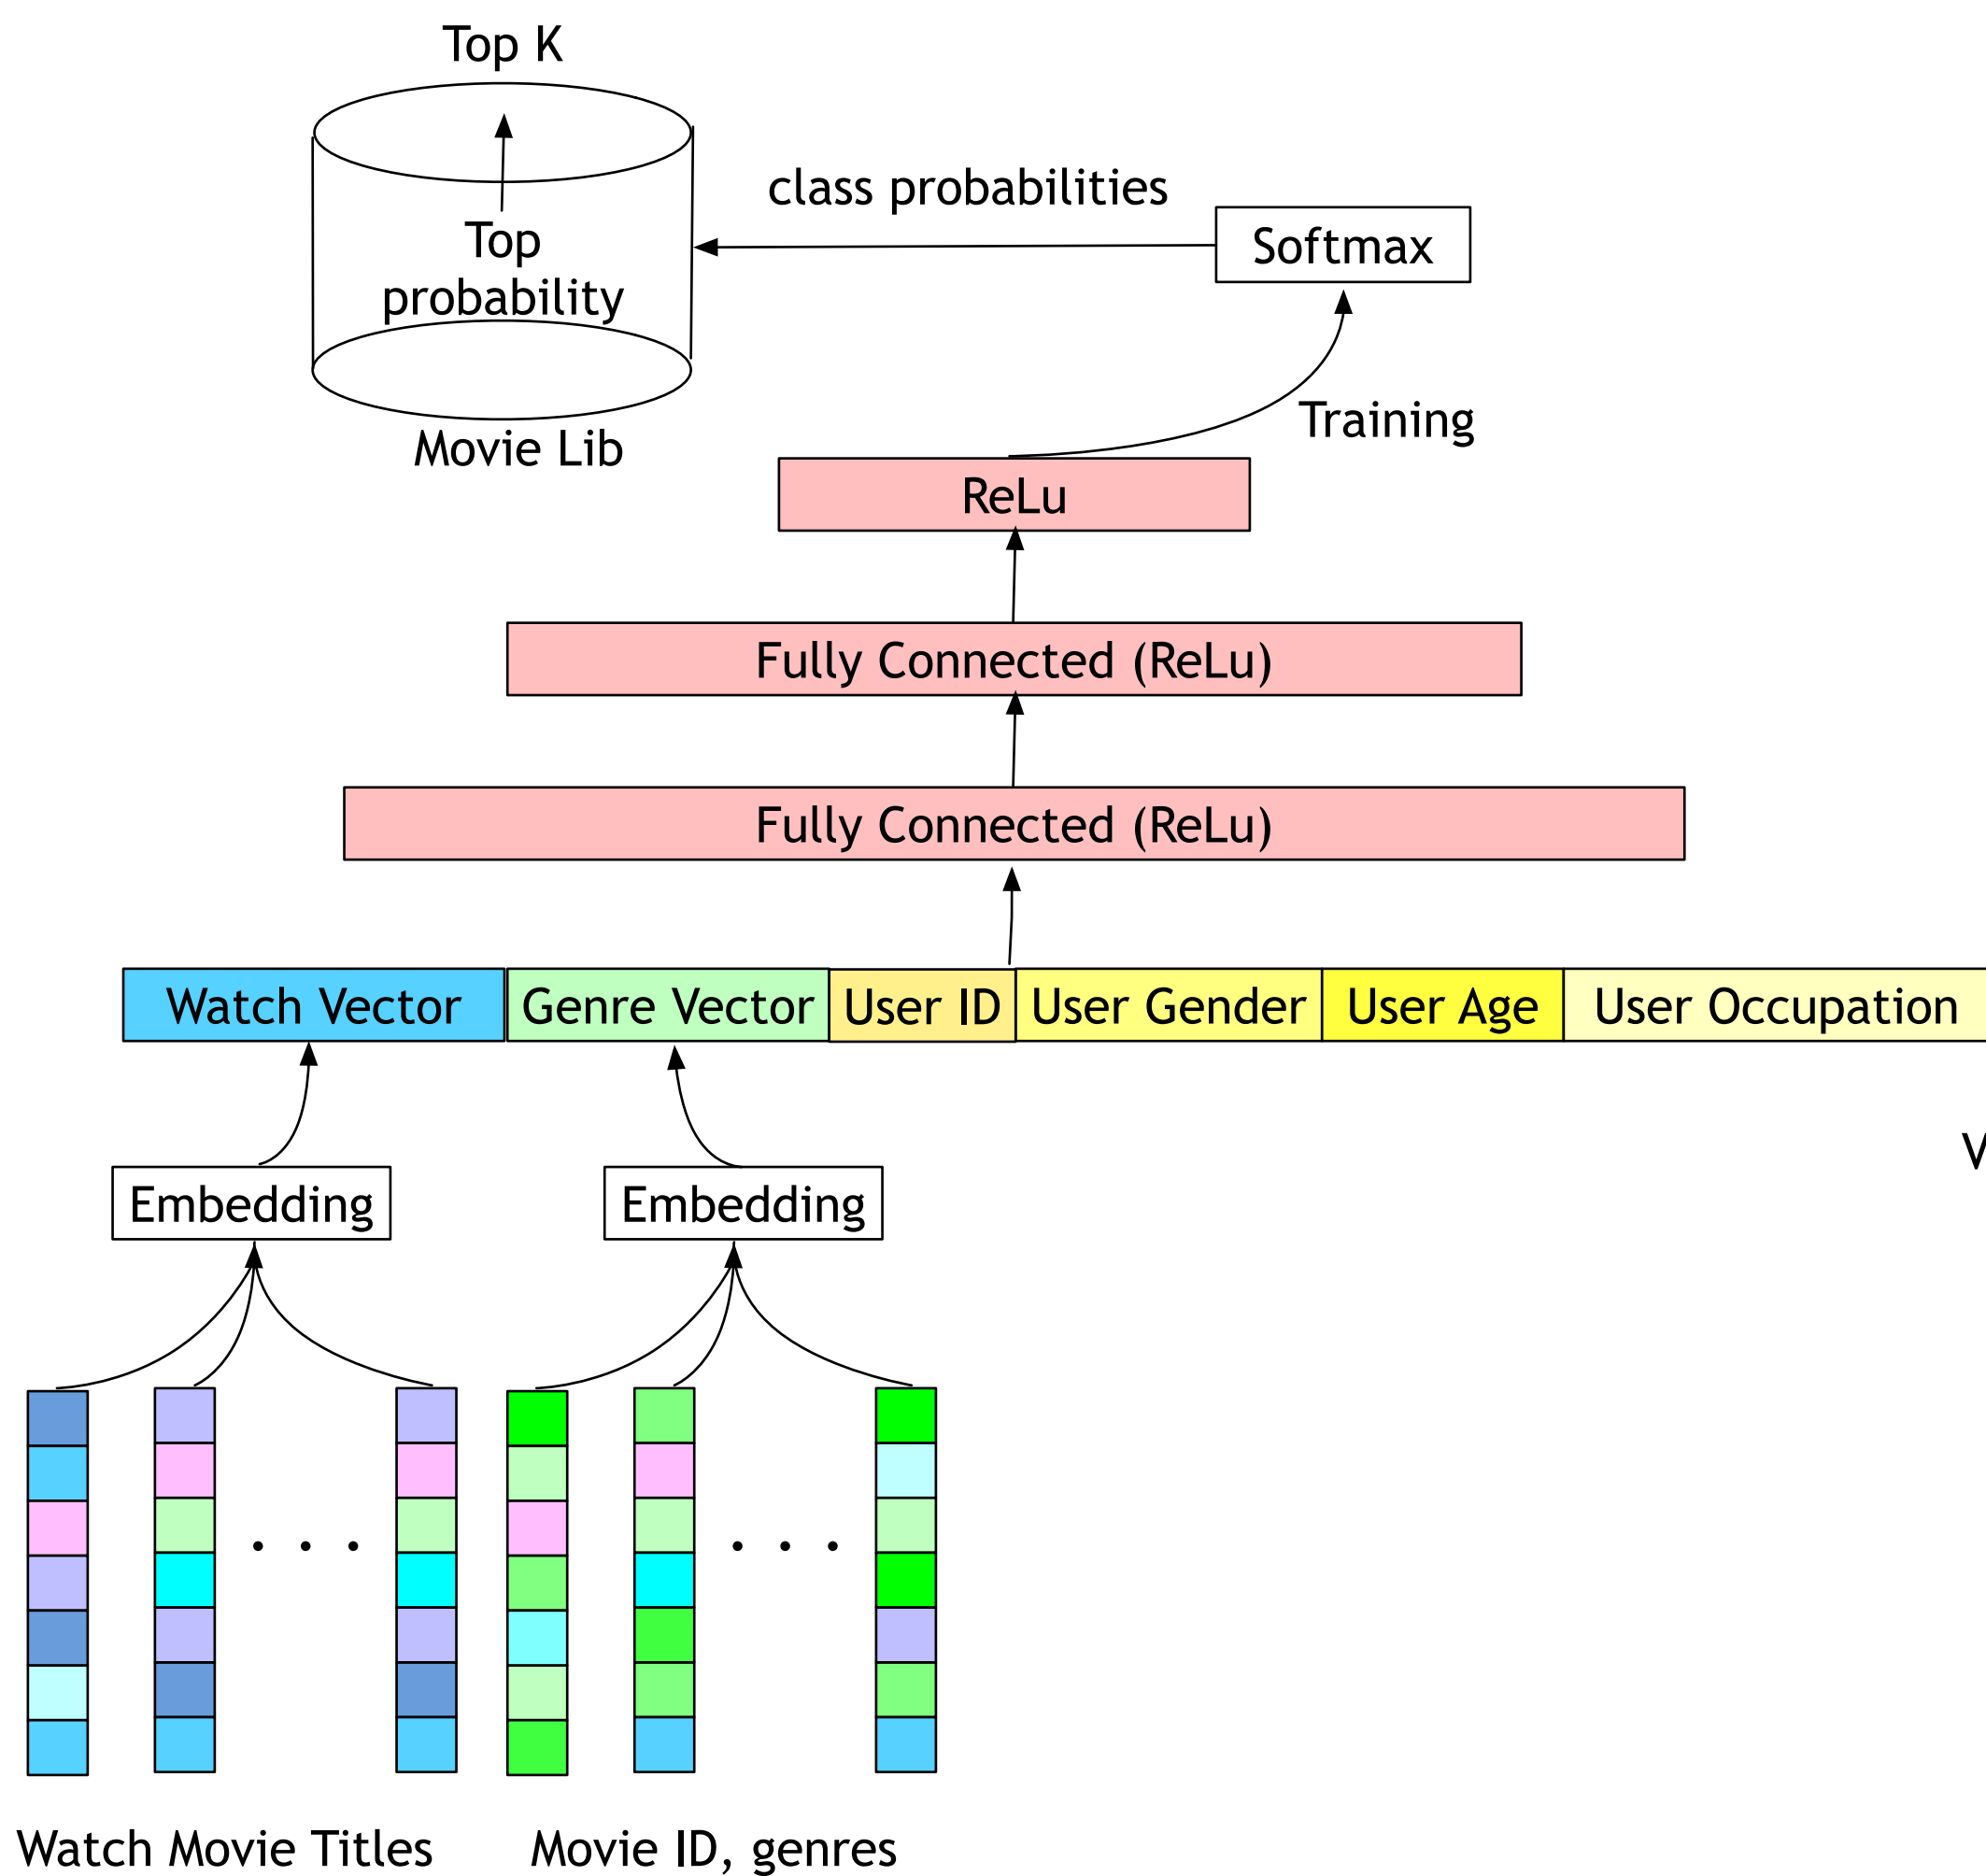 Top K
class probabilities
Softmax
Top
probability
Training
Movie Lib
ReLu
Fully Connected (ReLu)
Fully Connected (ReLu)
Watch Vector
Genre Vector
User ID
User Gender
User Age
User Occupation
Embedding
Embedding
Watch Movie Titles
Movie ID, genres